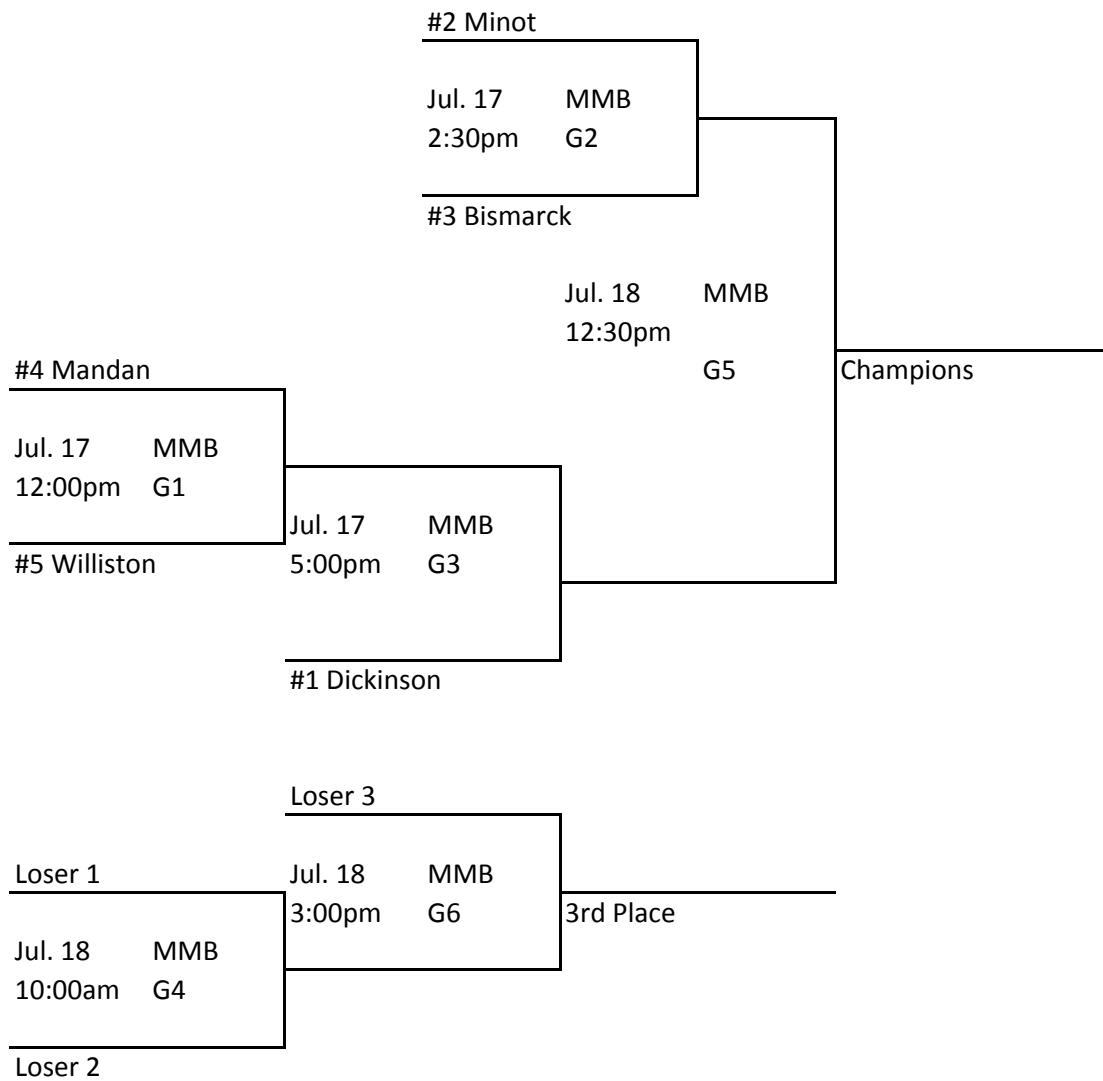 #2 Minot
Jul. 17 MMB
2:30pm G2
#3 Bismarck
Jul. 18 MMB
12:30pm
G5
Champions
#4 Mandan
Jul. 17 MMB
12:00pm G1
#5 Williston
Jul. 17 MMB
5:00pm G3
#1 Dickinson
Loser 3
Jul. 18 MMB
3:00pm G6
3rd Place
Loser 1
Jul. 18 MMB
10:00am G4
Loser 2